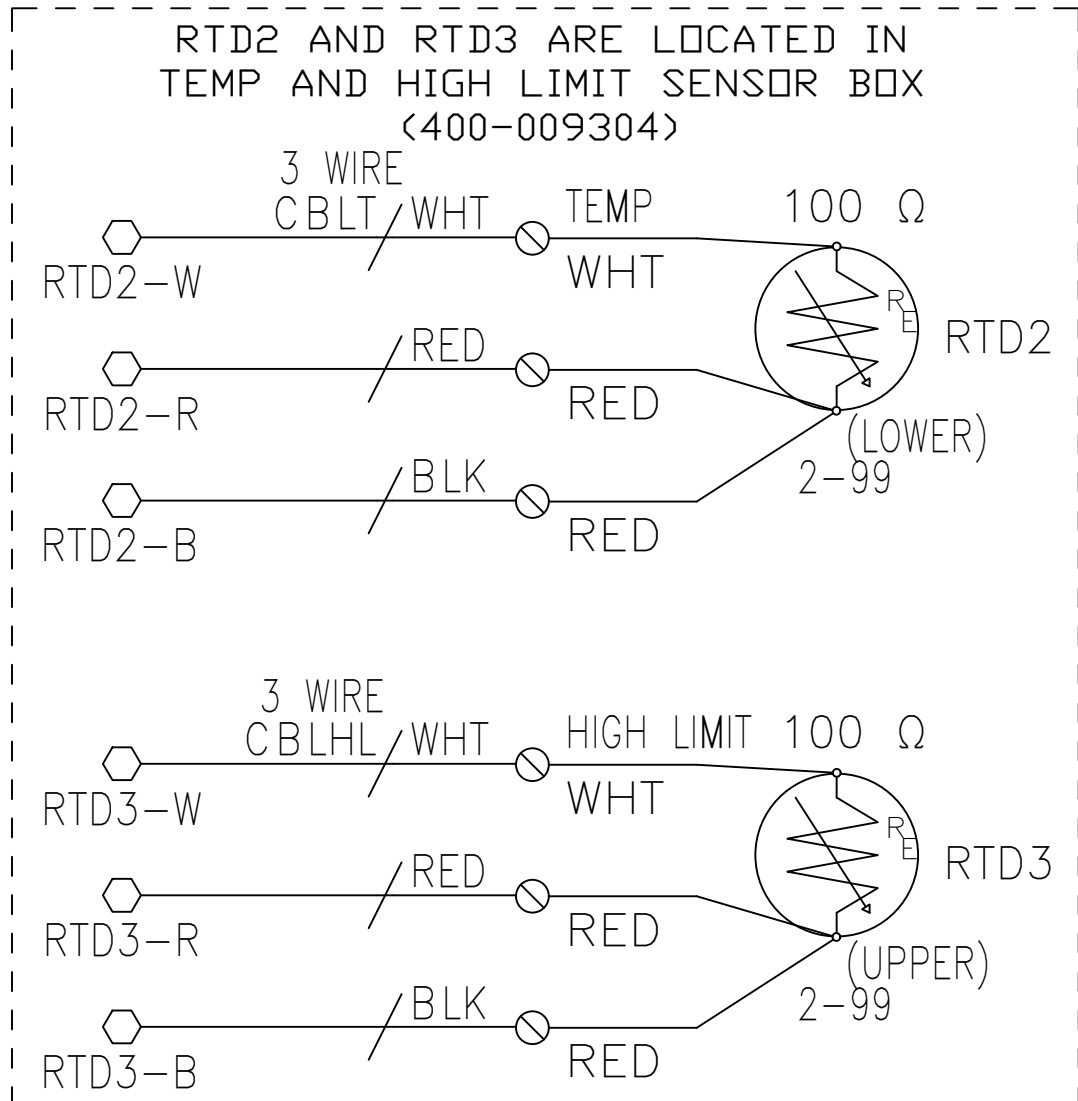 RTD2 AND RTD3 ARE LOCATED IN
TEMP AND HIGH LIMIT SENSOR BOX
(400-009304)
3 WIRE
CBLT WHT TEMP 100 Ω
RTD2-W WHT
RE RTD2
RED
RTD2-R RED
(LOWER)
2-99
BLK
RTD2-B RED
3 WIRE
CBLHL WHT HIGH LIMIT 100 Ω
RTD3-W WHT
RE RTD3
RED
RTD3-R RED
(UPPER)
2-99
BLK
RTD3-B RED